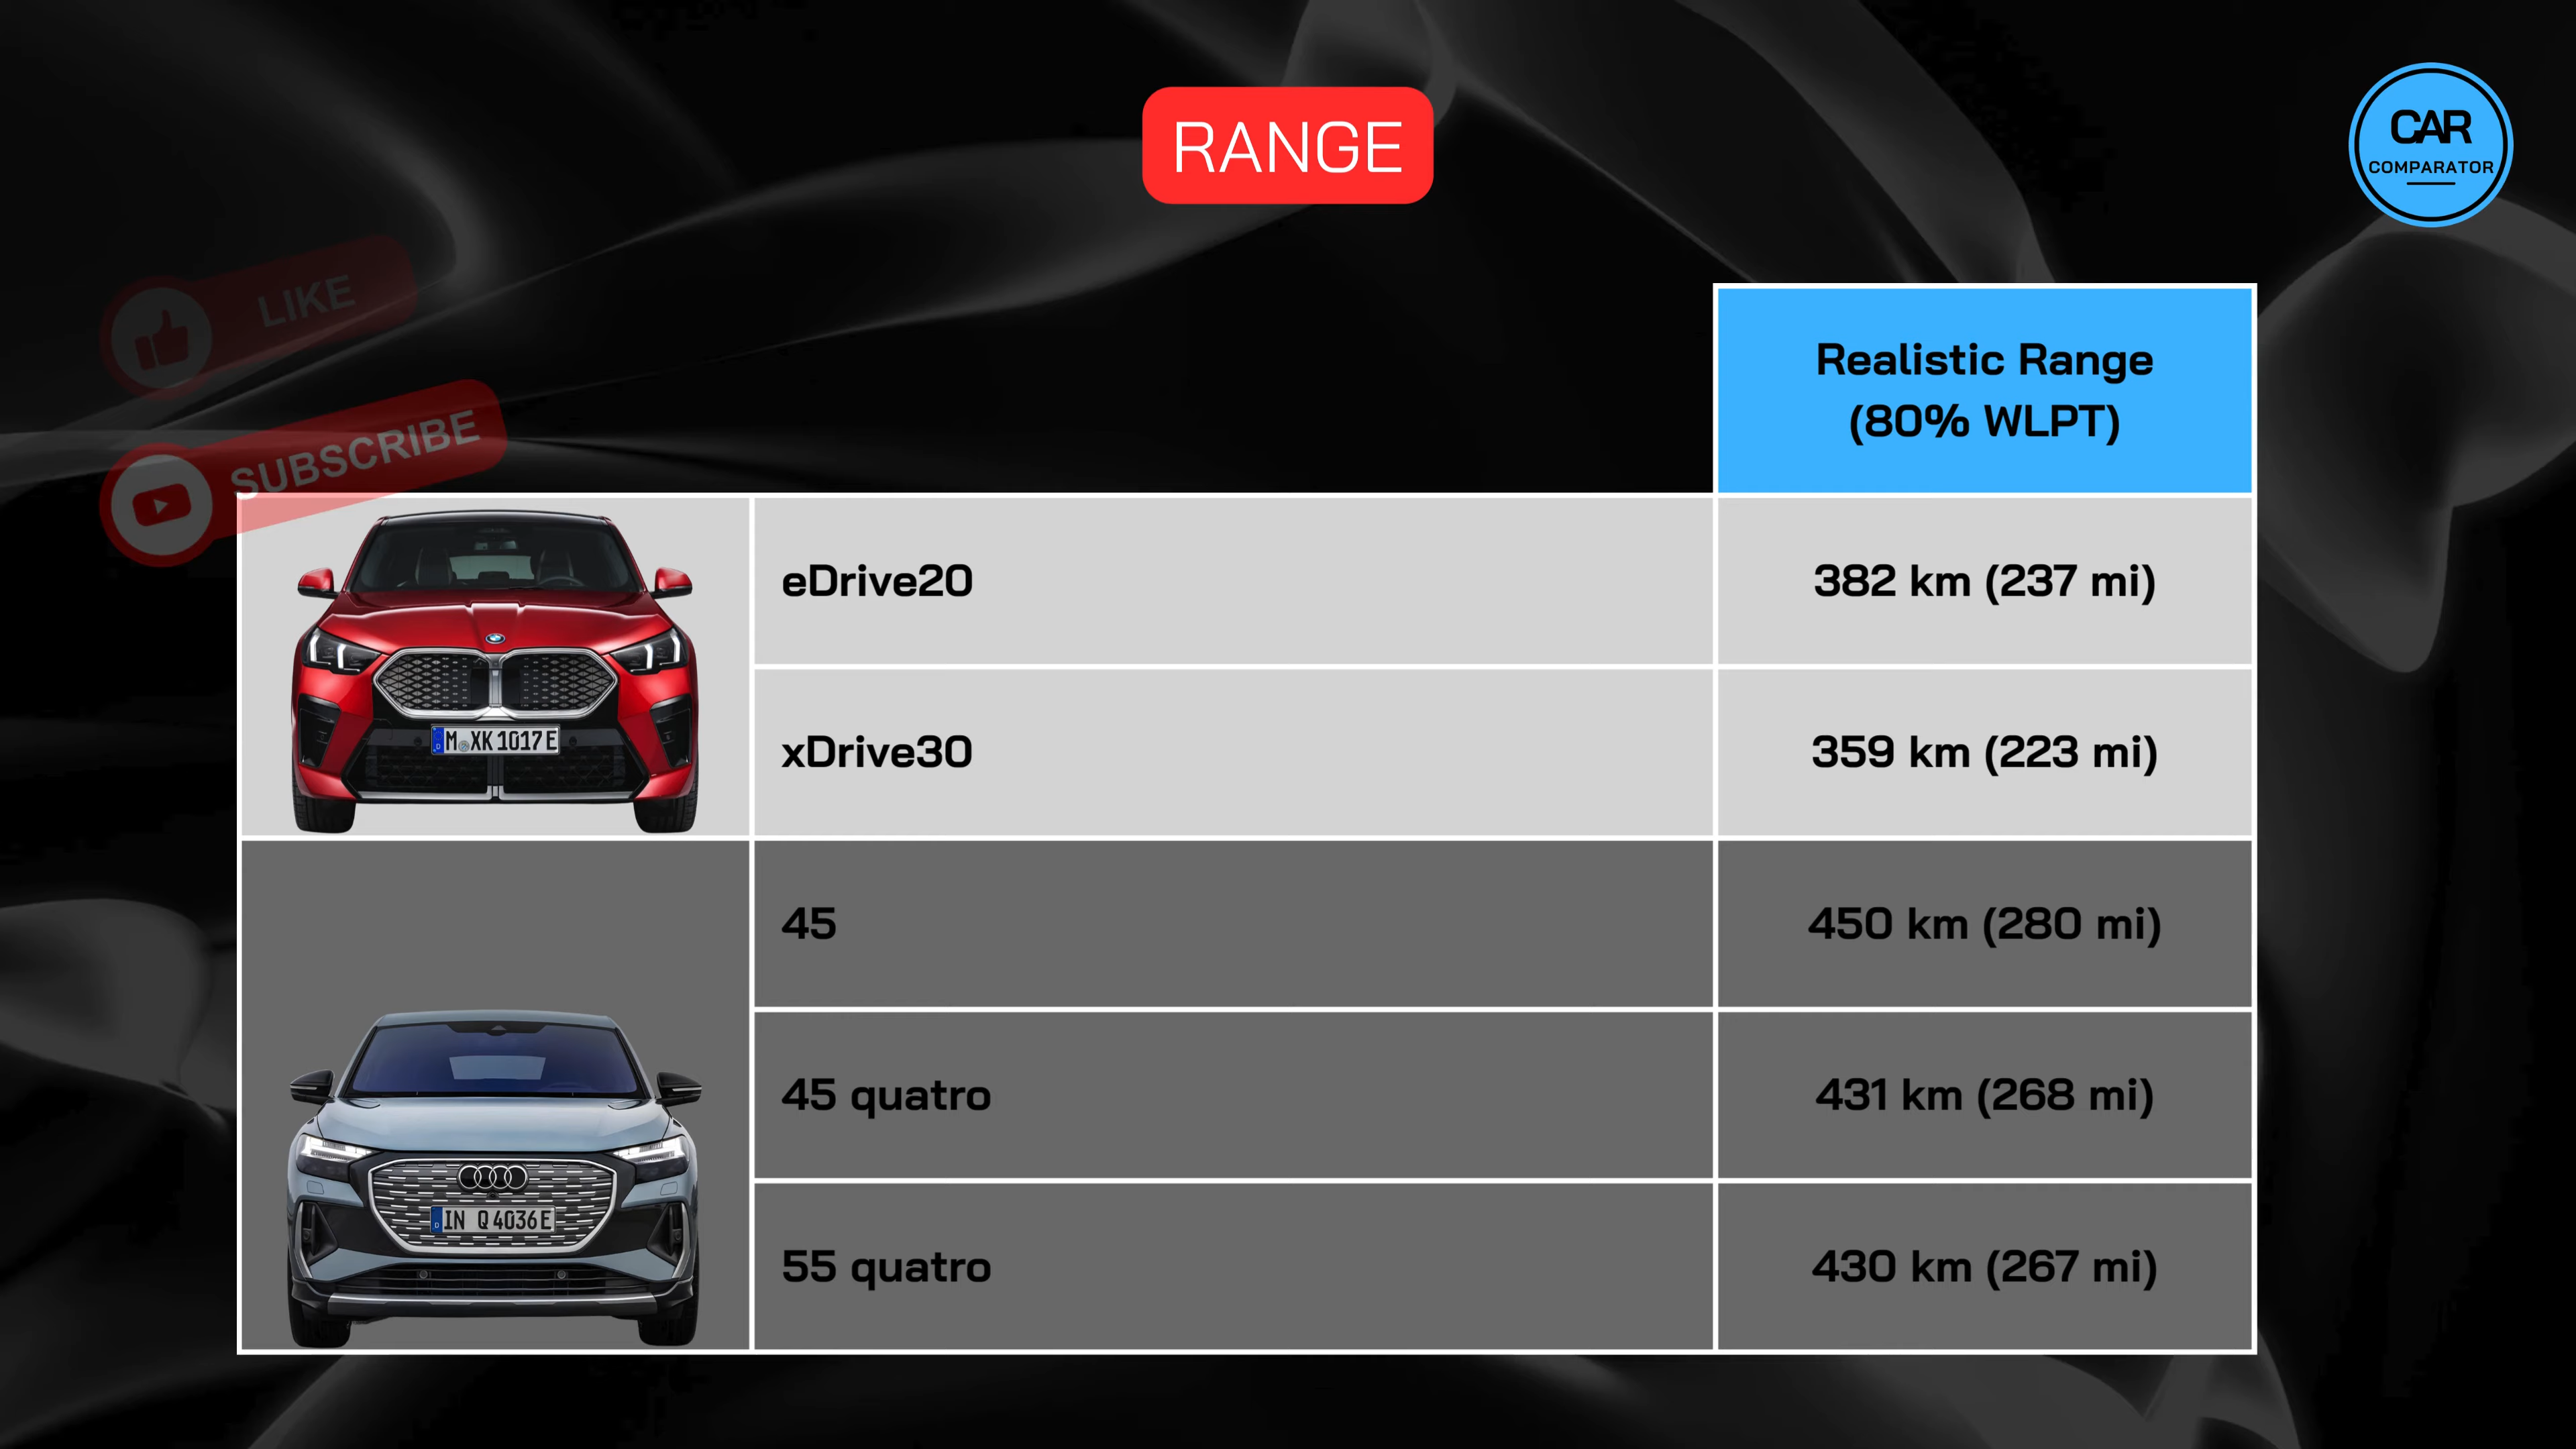 RANGE
CAR
COMPARATOR
LIKE
SUBSCRIBE
Realistic Range
(80% WLPT)
eDrive20
382 km (237 mi)
M XK 1017E
xDrive30
359 km (223 mi)
45
450 km (280 mi)
45 quatro
431 km (268 mi)
IN Q 4036E
55 quatro
430 km (267 mi)